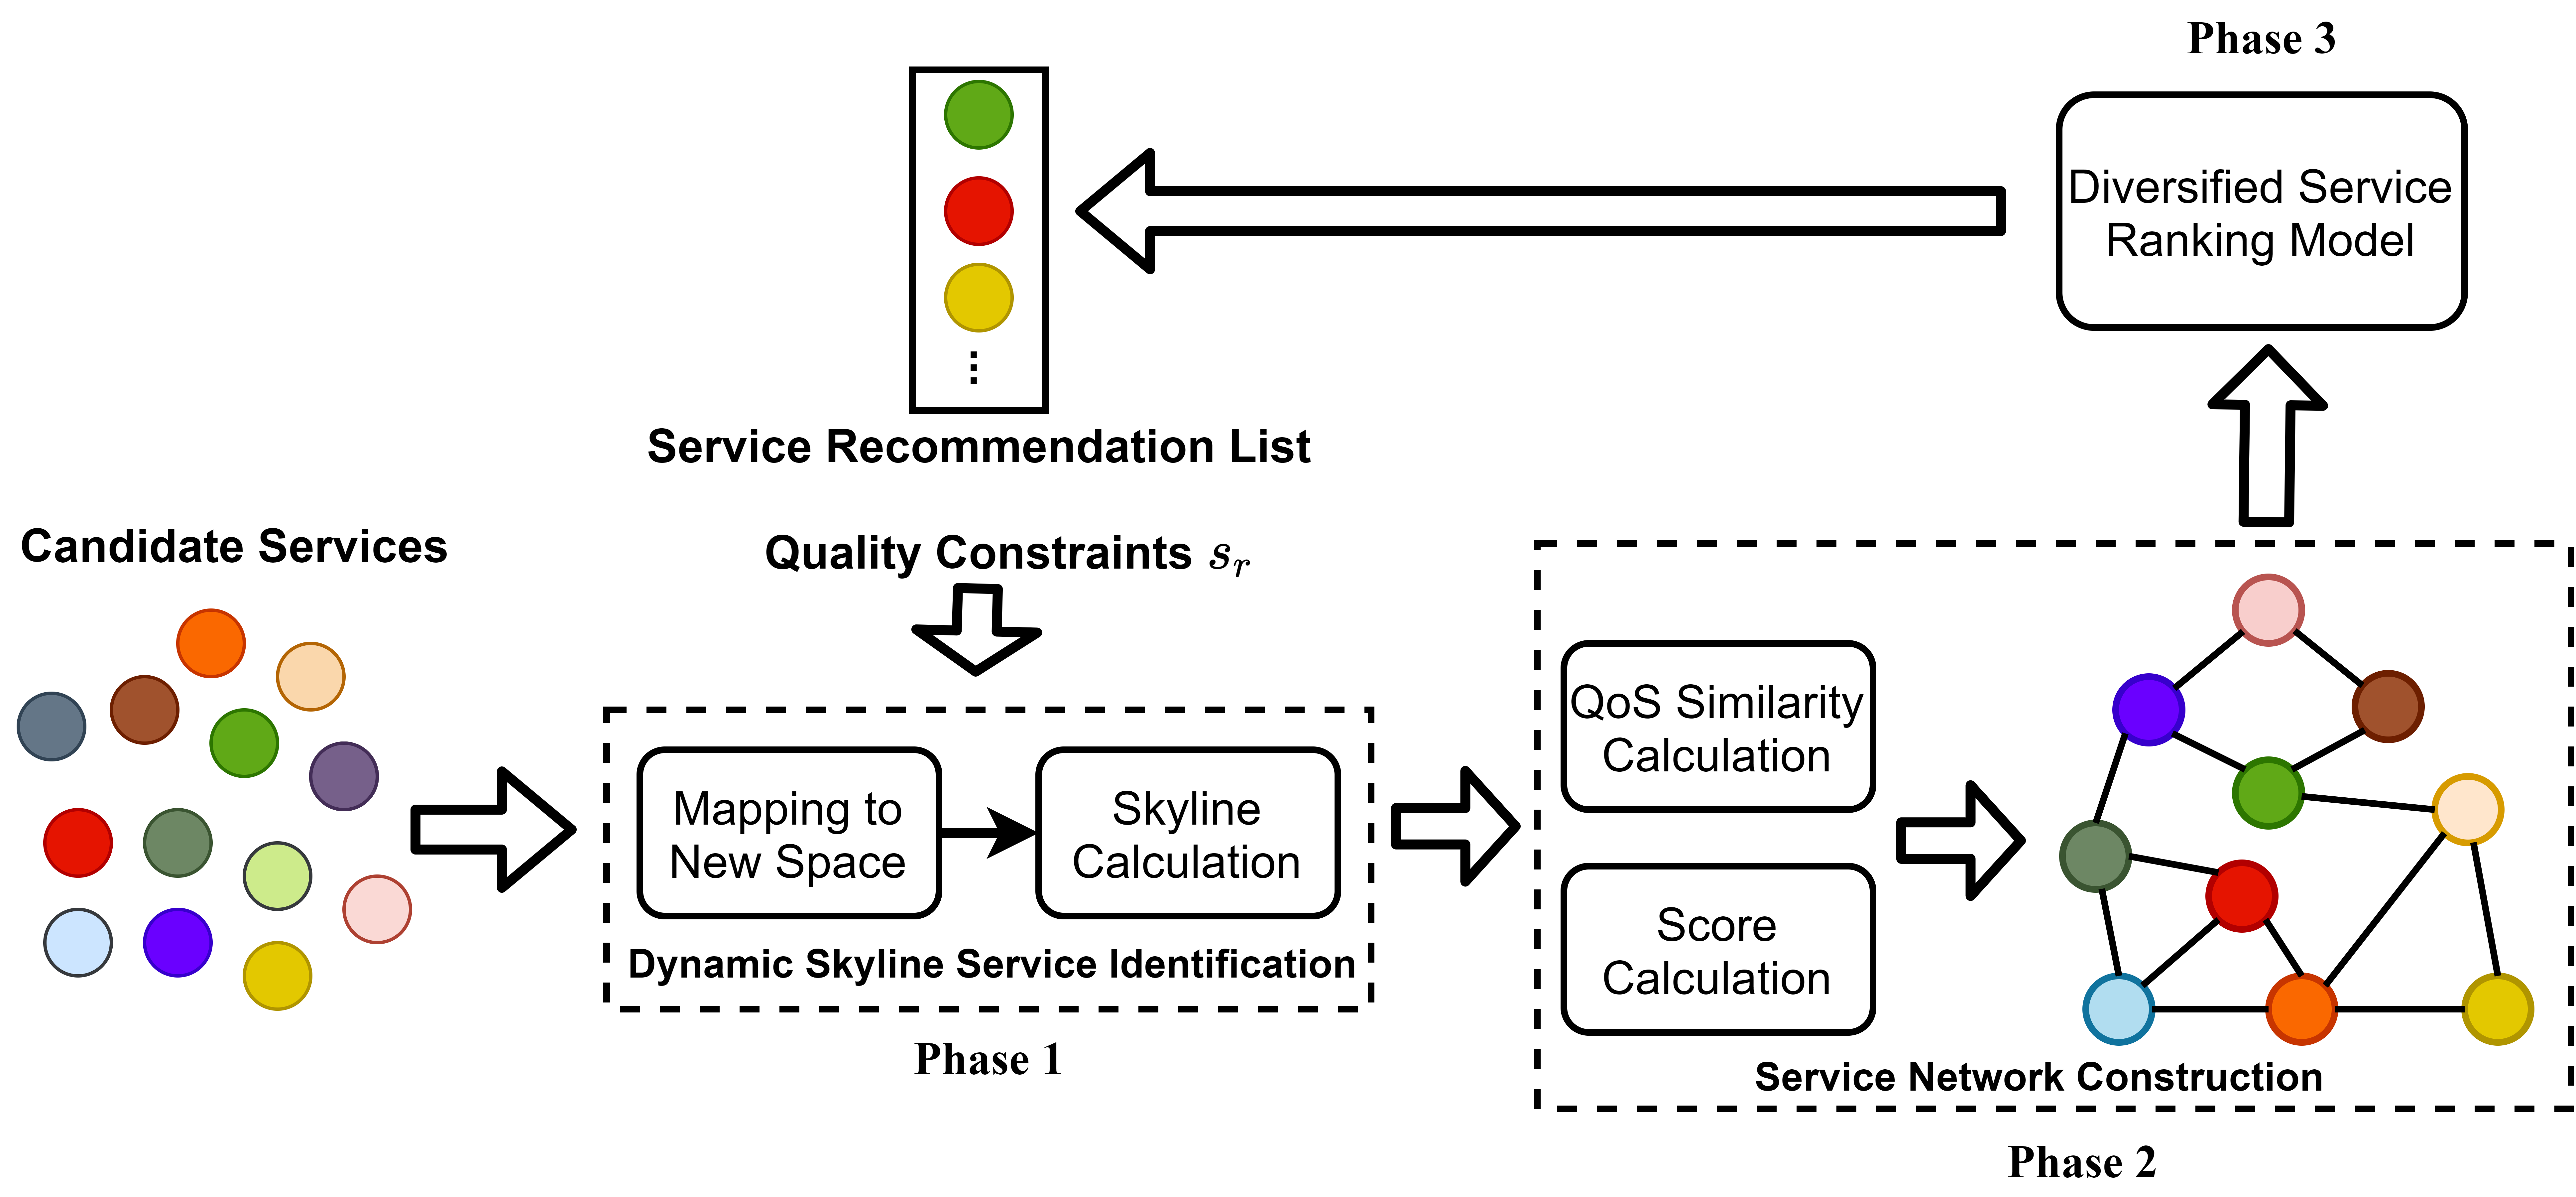 Phase 3
Diversified Service
Ranking Model
Service Recommendation List
Candidate Services
Quality Constraints s_r
Mapping to
New Space
Skyline
Calculation
Dynamic Skyline Service Identification
Phase 1
QoS Similarity
Calculation
Score
Calculation
Service Network Construction
Phase 2